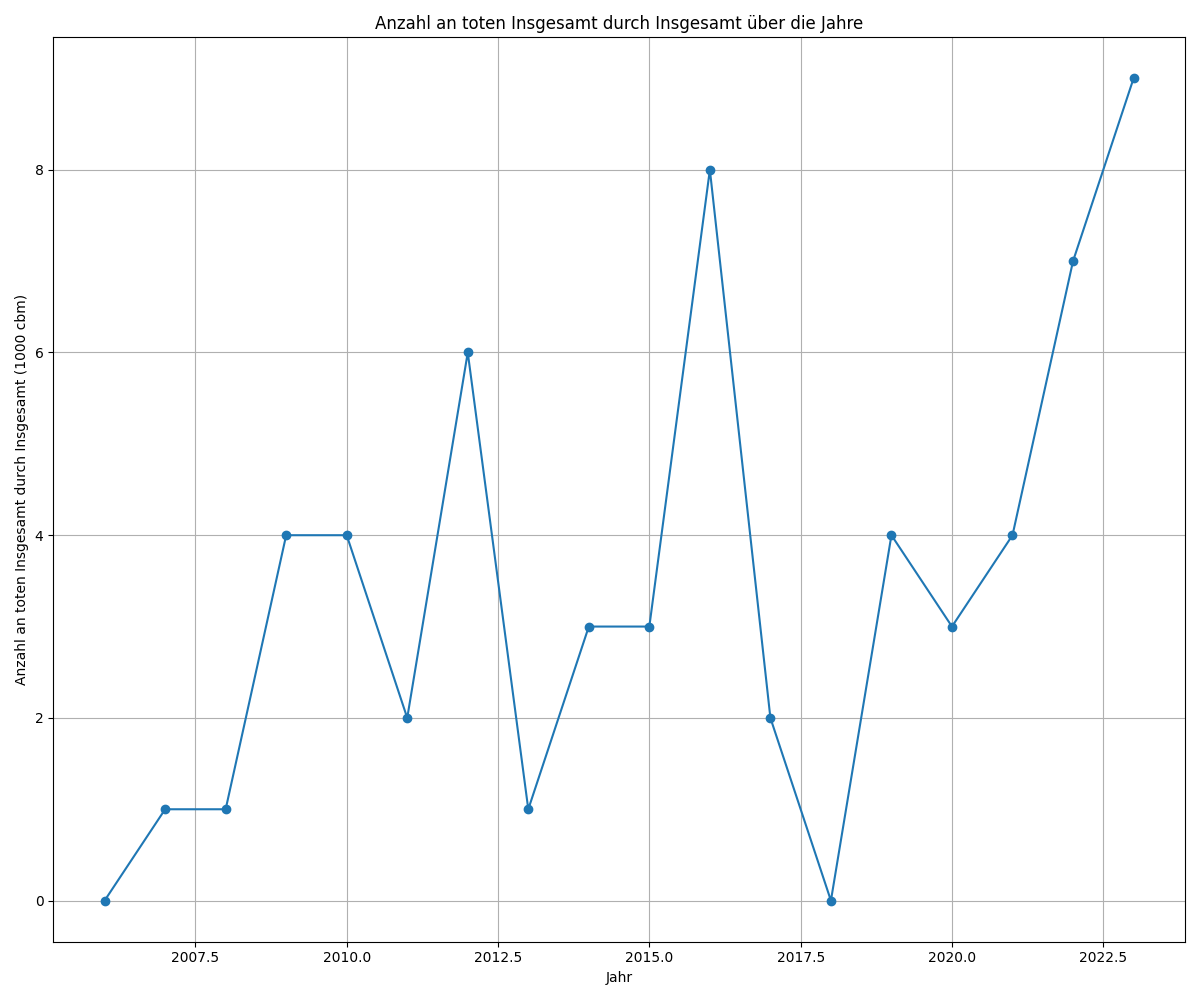 Anzahl an toten Insgesamt durch Insgesamt über die Jahre
Anzahl an toten Insgesamt durch Insgesamt (1000 cbm)
8
6
4
2
0
2007.5 2010.0 2012.5 2015.0 2017.5 2020.0 2022.5
Jahr